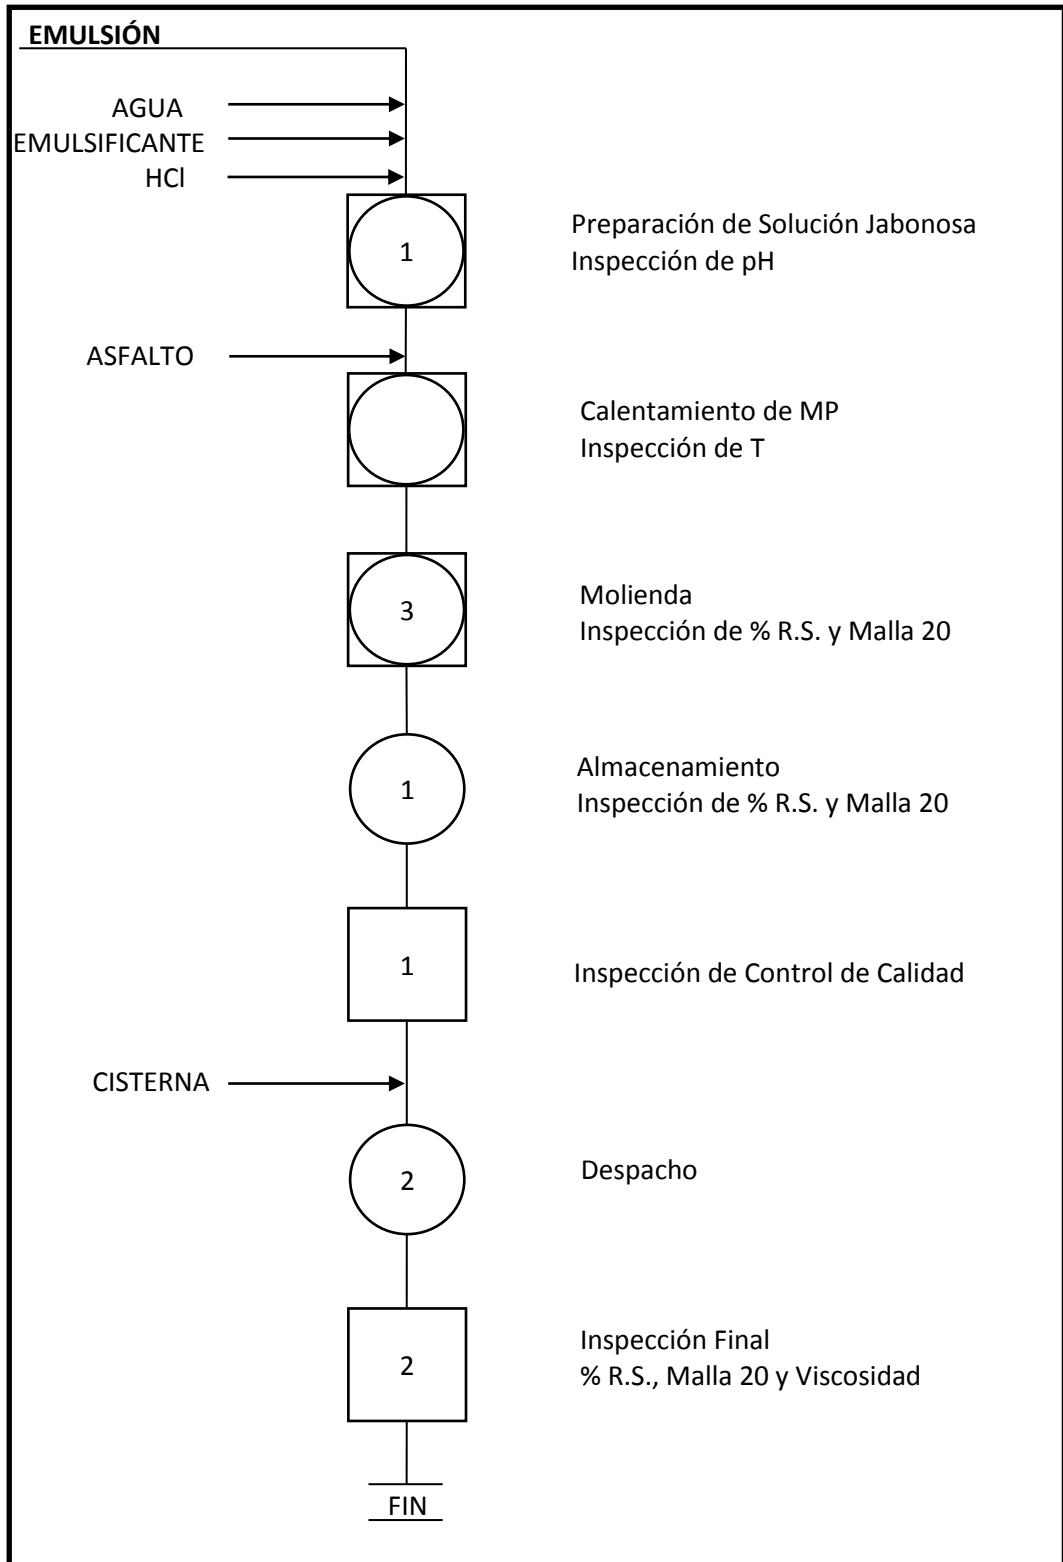 EMULSIÓN
AGUA
EMULSIFICANTE
HCl
1
Preparación de Solución Jabonosa
Inspección de pH
ASFALTO
Calentamiento de MP
Inspección de T
3
Molienda
Inspección de % R.S. y Malla 20
1
Almacenamiento
Inspección de % R.S. y Malla 20
1
Inspección de Control de Calidad
CISTERNA
2
Despacho
2
Inspección Final
% R.S., Malla 20 y Viscosidad
FIN